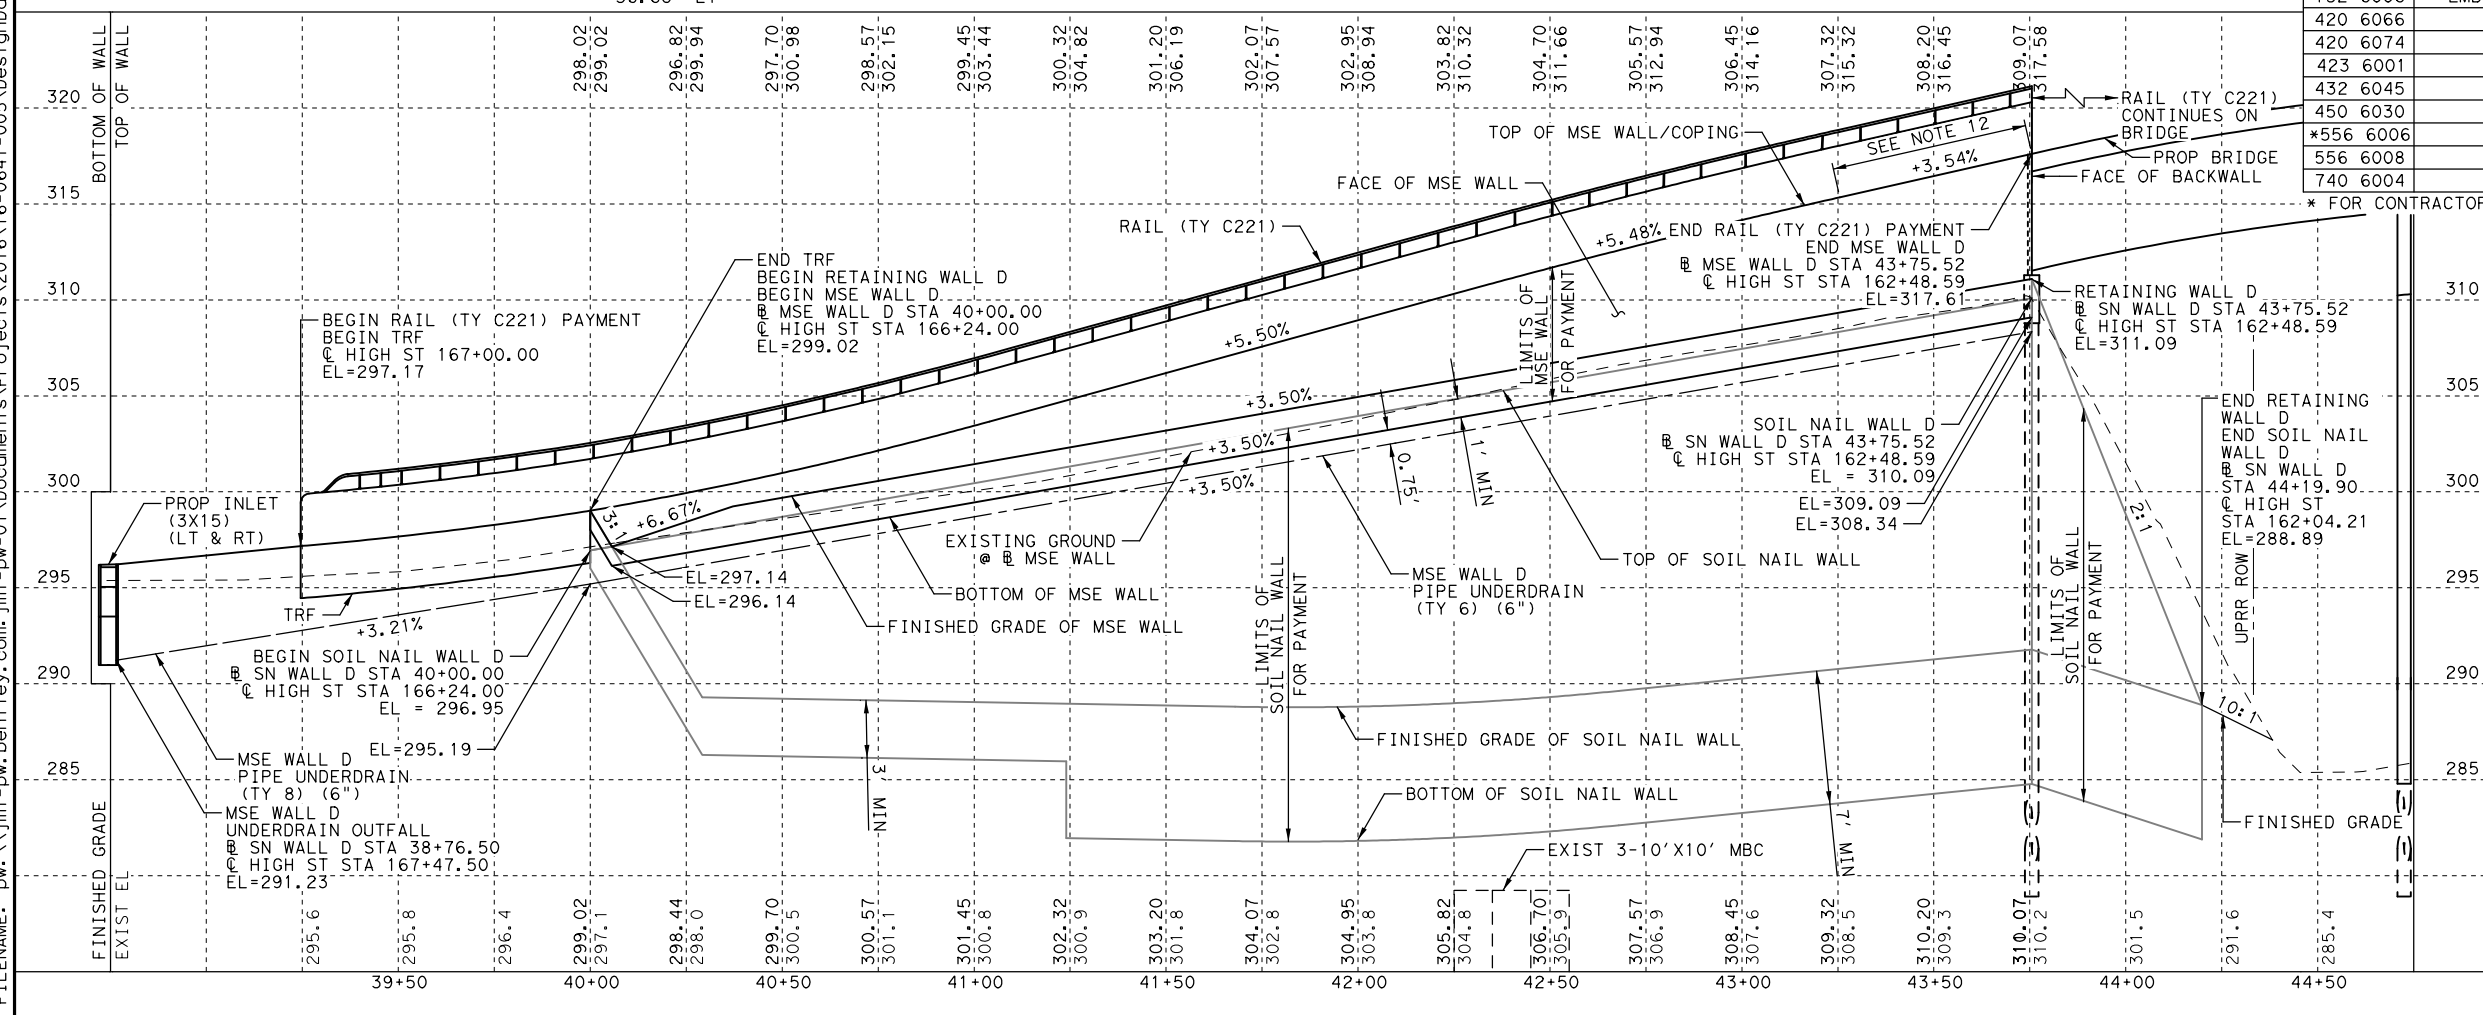 420 6066
420 6074
423 6001
432 6045
450 6030
*556 6006
556 6008
740 6004
* FOR CONTRACTOR
BOTTOM OF WALL
TOP OF WALL
298.02
299.02
296.82
299.94
297.70
300.98
298.57
302.15
299.45
303.44
300.32
304.82
301.20
306.19
302.07
307.57
302.95
308.94
303.82
310.32
304.70
311.66
305.57
312.94
306.45
314.16
307.32
315.32
308.20
316.45
309.07
317.58
320
315
310
305
300
295
290
285
310
305
300
295
290
285
RAIL (TY C221)
CONTINUES ON
BRIDGE
PROP BRIDGE
FACE OF BACKWALL
TOP OF MSE WALL/COPING
SEE NOTE 12
+3.54%
FACE OF MSE WALL
RAIL (TY C221)
+5.48%
END RAIL (TY C221) PAYMENT
END MSE WALL D
℄ MSE WALL D STA 43+75.52
℄ HIGH ST STA 162+48.59
EL=317.61
END TRF
BEGIN RETAINING WALL D
BEGIN MSE WALL D
℄ MSE WALL D STA 40+00.00
℄ HIGH ST STA 166+24.00
EL=299.02
BEGIN RAIL (TY C221) PAYMENT
BEGIN TRF
℄ HIGH ST 167+00.00
EL=297.17
RETAINING WALL D
℄ SN WALL D STA 43+75.52
℄ HIGH ST STA 162+48.59
EL=311.09
+5.50%
LIMITS OF
MSE WALL
FOR PAYMENT
+3.50%
+3.50%
+3.50%
0.75'
1' MIN
SOIL NAIL WALL D
℄ SN WALL D STA 43+75.52
℄ HIGH ST STA 162+48.59
EL = 310.09
EL=309.09
EL=308.34
END RETAINING
WALL D
END SOIL NAIL
WALL D
℄ SN WALL D
STA 44+19.90
℄ HIGH ST
STA 162+04.21
EL=288.89
PROP INLET
(3X15)
(LT & RT)
3:1
+6.67%
EXISTING GROUND
@ ℄ MSE WALL
EL=297.14
EL=296.14
BOTTOM OF MSE WALL
FINISHED GRADE OF MSE WALL
MSE WALL D
PIPE UNDERDRAIN
(TY 6) (6")
TOP OF SOIL NAIL WALL
2:1
UPRR ROW
10:1
TRF
+3.21%
BEGIN SOIL NAIL WALL D
℄ SN WALL D STA 40+00.00
℄ HIGH ST STA 166+24.00
EL = 296.95
EL=295.19
MSE WALL D
PIPE UNDERDRAIN
(TY 8) (6")
MSE WALL D
UNDERDRAIN OUTFALL
℄ SN WALL D STA 38+76.50
℄ HIGH ST STA 167+47.50
EL=291.23
LIMITS OF
SOIL NAIL WALL
FOR PAYMENT
LIMITS OF
SOIL NAIL WALL
FOR PAYMENT
FINISHED GRADE OF SOIL NAIL WALL
3' MIN
BOTTOM OF SOIL NAIL WALL
7' MIN
EXIST 3-10'X10' MBC
FINISHED GRADE
FINISHED GRADE
EXIST EL
295.6
295.8
296.4
299.02
297.1
298.44
298.0
299.70
300.5
300.57
301.1
301.45
300.8
302.32
300.9
303.20
301.8
304.07
302.8
304.95
303.8
305.82
304.8
306.70
305.9
307.57
306.9
308.45
307.6
309.32
308.5
310.20
309.3
310.07
310.2
301.5
291.6
285.4
39+50
40+00
40+50
41+00
41+50
42+00
42+50
43+00
43+50
44+00
44+50